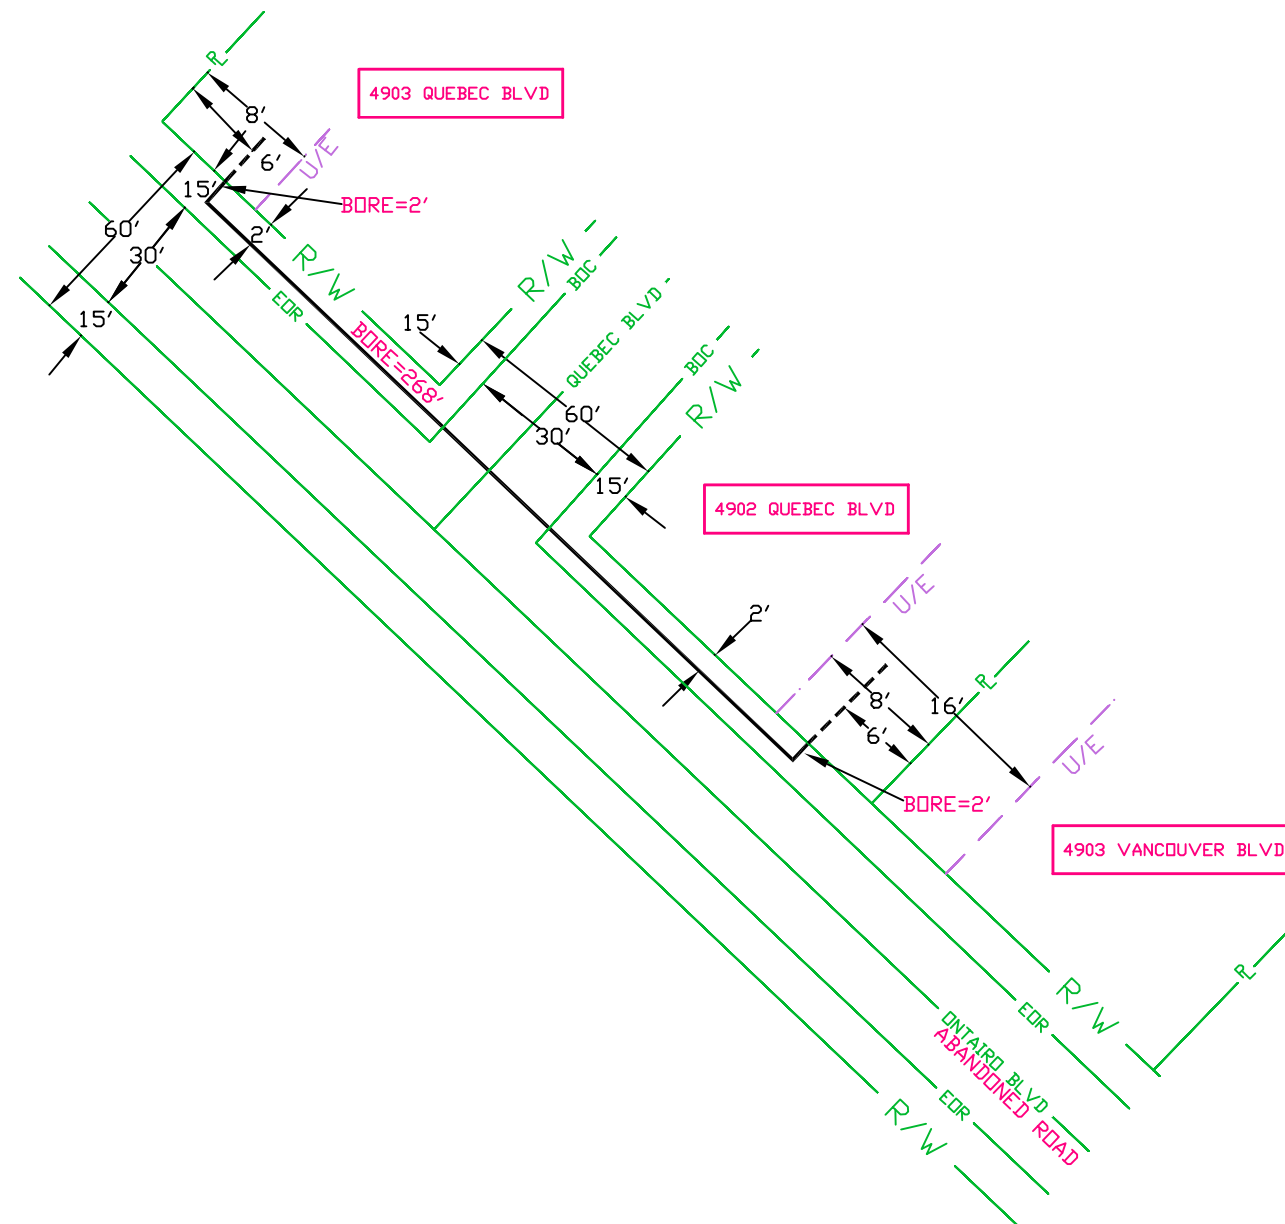 ℄
4903 QUEBEC BLVD
8'
6'
U/E
15'
BORE=2'
60'
2'
30'
R/W
EOR
15'
R/W
BOC
15'
BORE=268'
QUEBEC BLVD
BOC
R/W
60'
30'
15'
4902 QUEBEC BLVD
U/E
2'
℄
8'
16'
6'
U/E
BORE=2'
4903 VANCOUVER BLVD
℄
R/W
EOR
ONTAIRO BLVD
ABANDONED ROAD
EOR
R/W